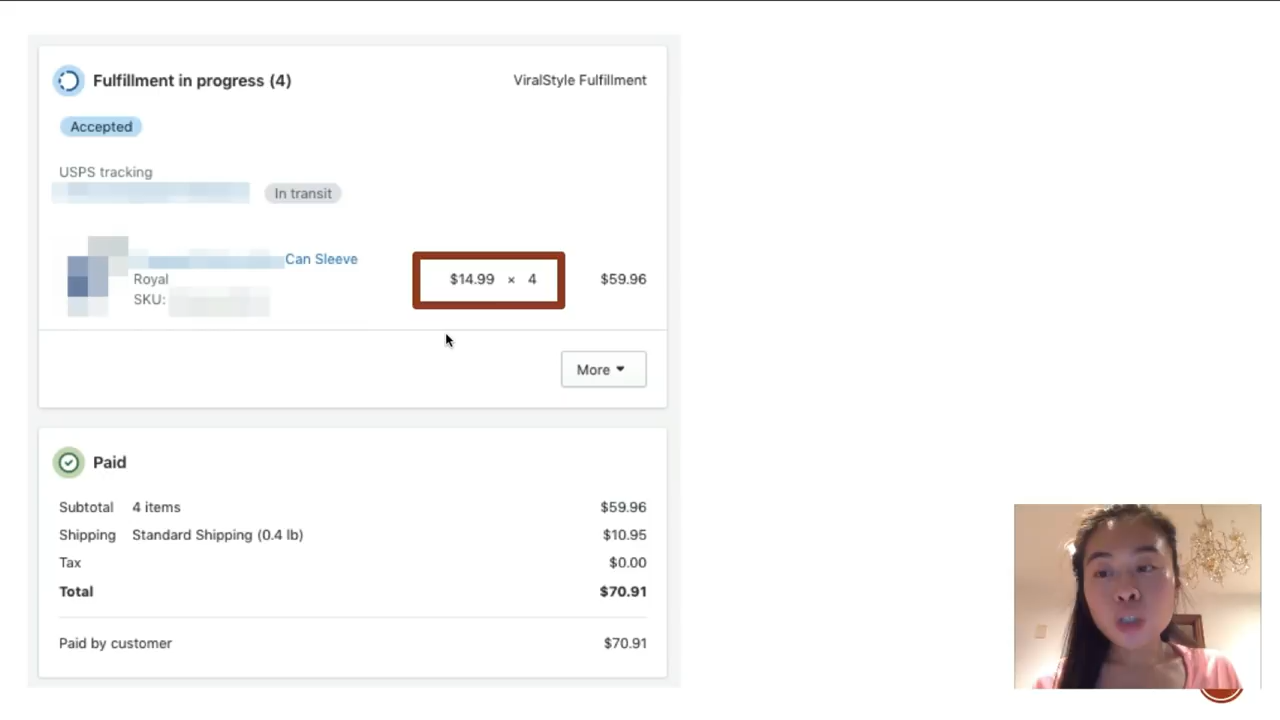 Fulfillment in progress (4)
ViralStyle Fulfillment
Accepted
USPS tracking
In transit
Can Sleeve
Royal
$14.99 × 4
$59.96
SKU:
More
Paid
Subtotal 4 items $59.96
Shipping Standard Shipping (0.4 lb) $10.95
Tax $0.00
Total $70.91
Paid by customer $70.91